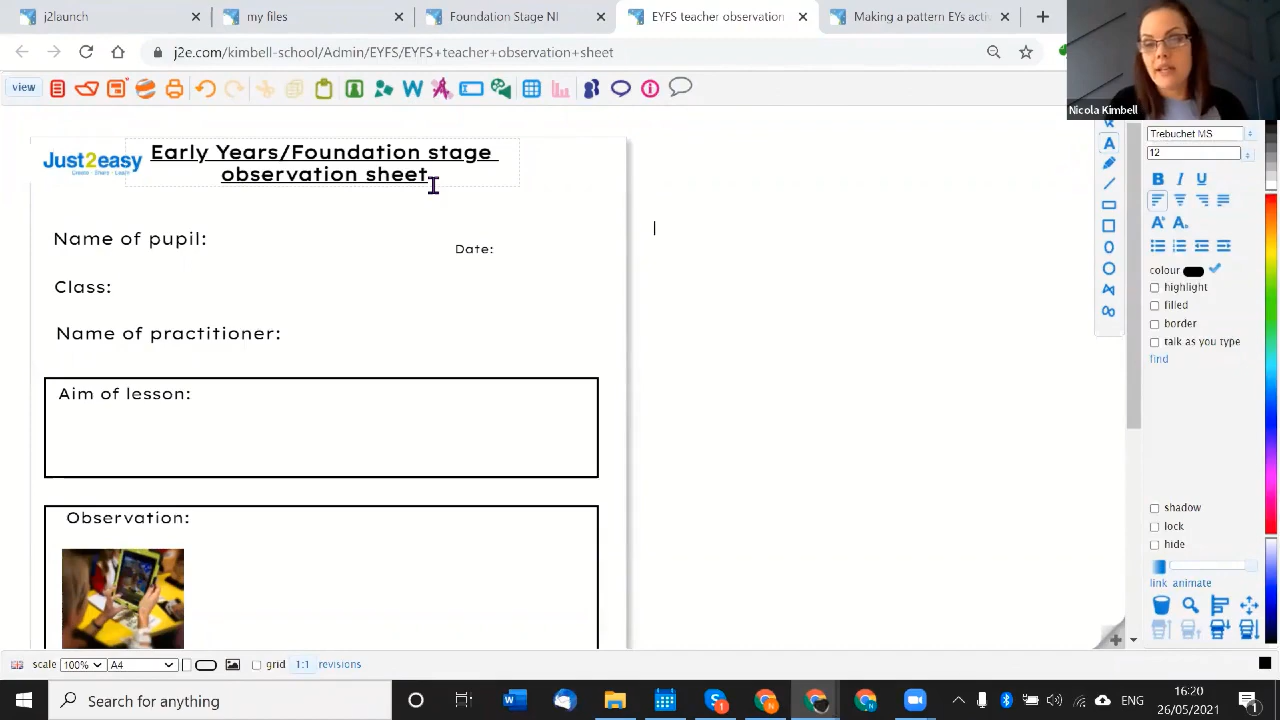 j2launch
my files
Foundation Stage NI
EYFS teacher observation
Making a pattern EYs acti
j2e.com/kimbell-school/Admin/EYFS/EYFS+teacher+observation+sheet
Nicola Kimbell
view
Just2easy
Create · Share · Learn
Early Years/Foundation stage
observation sheet
Name of pupil:
Date:
Class:
Name of practitioner:
Aim of lesson:
Observation:
Trebuchet MS
12
B I U
colour
highlight
filled
border
talk as you type
find
shadow
lock
hide
link animate
scale 100% A4 grid 1:1 revisions
Search for anything
ENG
16:20
26/05/2021